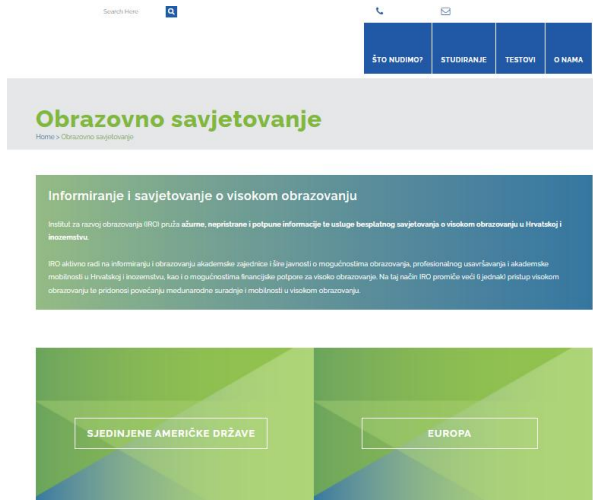 Search Here
ŠTO NUDIMO? STUDIRANJE TESTOVI O NAMA
Obrazovno savjetovanje
Home > Obrazovno savjetovanje
Informiranje i savjetovanje o visokom obrazovanju
Institut za razvoj obrazovanja (IRO) pruža ažurne, nepristrane i potpune informacije te usluge besplatnog savjetovanja o visokom obrazovanju u Hrvatskoj i
inozemstvu.
IRO aktivno radi na informiranju i obrazovanju akademske zajednice i šire javnosti o mogućnostima obrazovanja, profesionalnog usavršavanja i akademske
mobilnosti u Hrvatskoj i inozemstvu, kao i o mogućnostima financijske potpore za visoko obrazovanje. Na taj način IRO promiče veći (i jednak) pristup visokom
obrazovanju te pridonosi povećanju međunarodne suradnje i mobilnosti u visokom obrazovanju.
SJEDINJENE AMERIČKE DRŽAVE
EUROPA